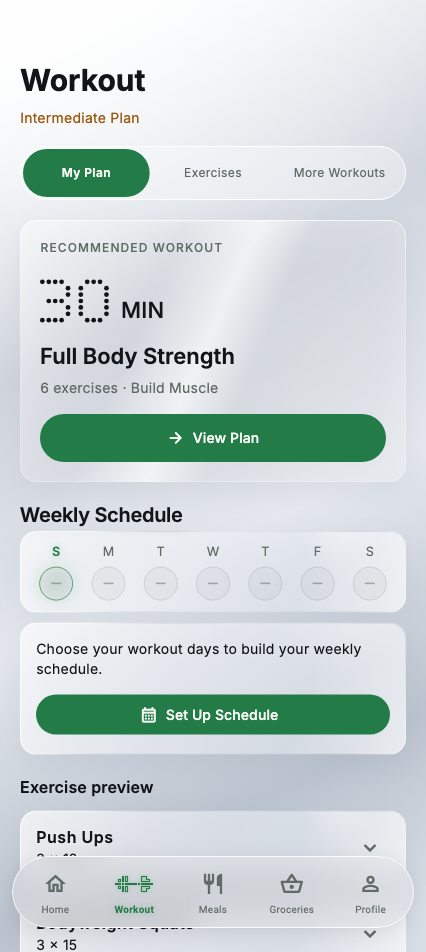 Workout
Intermediate Plan
My Plan Exercises More Workouts
RECOMMENDED WORKOUT
30 MIN
Full Body Strength
6 exercises · Build Muscle
→ View Plan
Weekly Schedule
S M T W T F S
– – – – – – –
Choose your workout days to build your weekly
schedule.
Set Up Schedule
Exercise preview
Push Ups
Home Workout Meals Groceries Profile
Bodyweight Squats
3 × 15